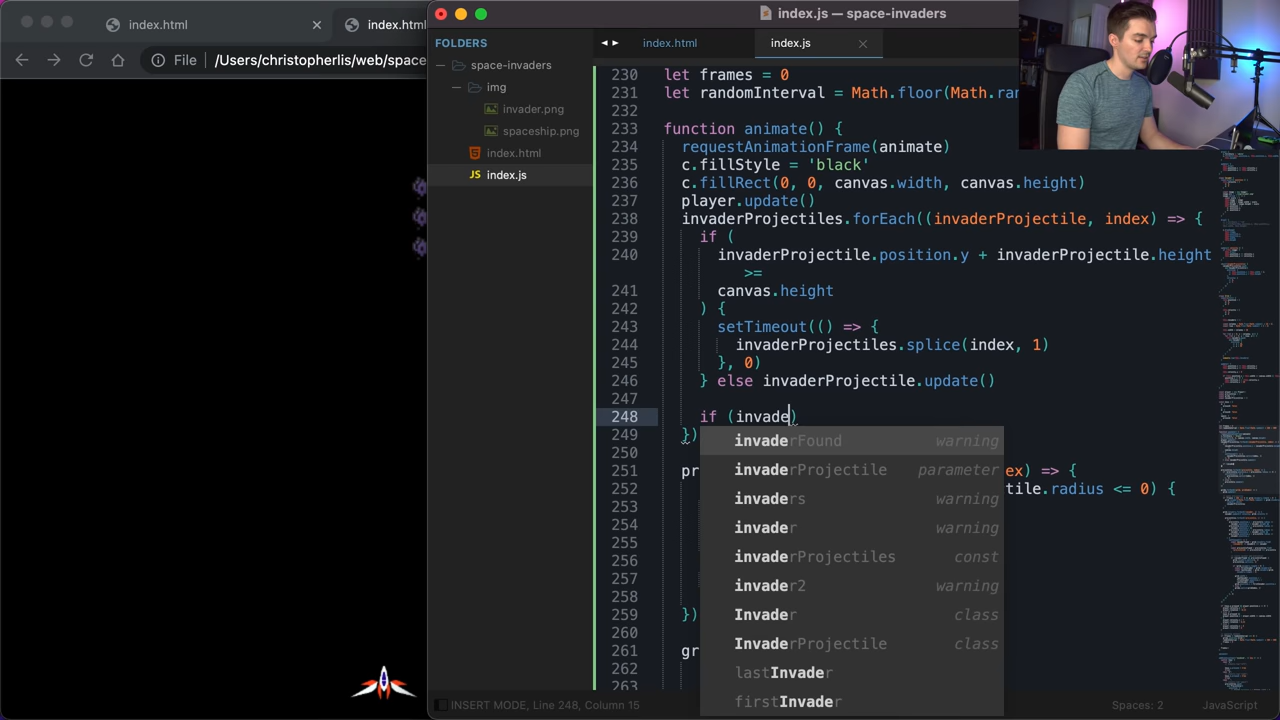 index.html
index.html
File
/Users/christopherlis/web/space
index.js — space-invaders
FOLDERS
space-invaders
img
invader.png
spaceship.png
index.html
index.js
index.html
index.js
230 let frames = 0
231 let randomInterval = Math.floor(Math.ran
232
233 function animate() {
234 requestAnimationFrame(animate)
235 c.fillStyle = 'black'
236 c.fillRect(0, 0, canvas.width, canvas.height)
237 player.update()
238 invaderProjectiles.forEach((invaderProjectile, index) => {
239 if (
240 invaderProjectile.position.y + invaderProjectile.height
>=
241 canvas.height
242 ) {
243 setTimeout(() => {
244 invaderProjectiles.splice(index, 1)
245 }, 0)
246 } else invaderProjectile.update()
247
248 if (invade)
249 })
250
251 pr ex) => {
252 tile.radius <= 0) {
253
254
255
256
257
258
259 })
260
261 gr
262
263
invaderFound warning
invaderProjectile parameter
invaders warning
invader warning
invaderProjectiles const
invader2 warning
Invader class
InvaderProjectile class
lastInvader
firstInvader
INSERT MODE, Line 248, Column 15
Spaces: 2
JavaScript